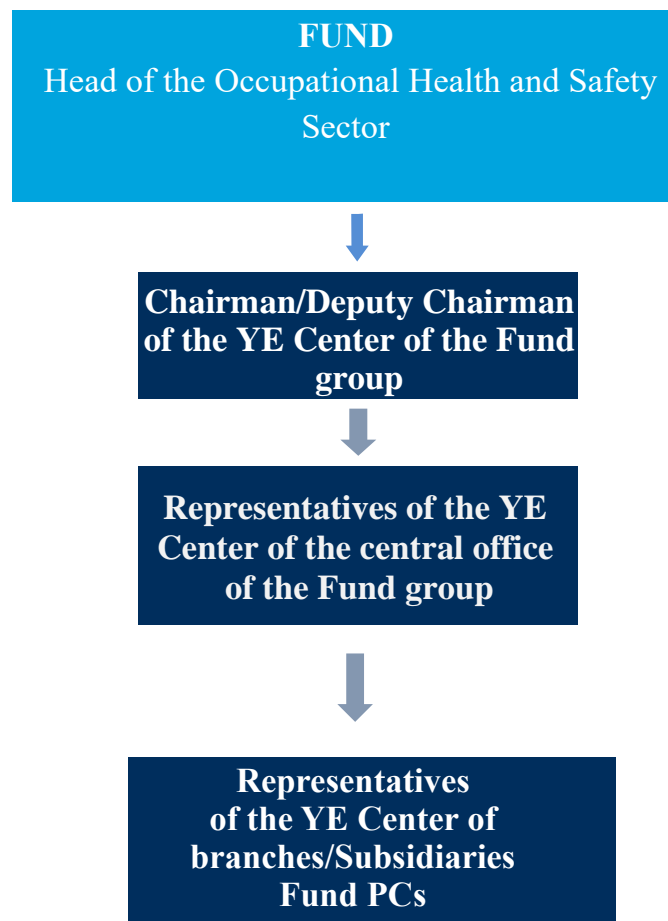 FUND
Head of the Occupational Health and Safety
Sector
Chairman/Deputy Chairman
of the YE Center of the Fund
group
Representatives of the YE
Center of the central office
of the Fund group
Representatives
of the YE Center of
branches/Subsidiaries
Fund PCs